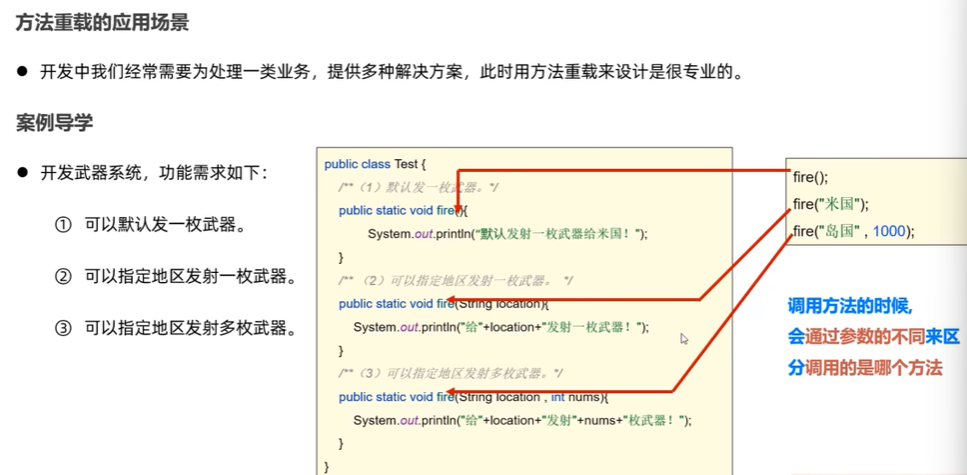 方法重载的应用场景
● 开发中我们经常需要为处理一类业务，提供多种解决方案，此时用方法重载来设计是很专业的。
案例导学
● 开发武器系统，功能需求如下：
① 可以默认发一枚武器。
② 可以指定地区发射一枚武器。
③ 可以指定地区发射多枚武器。
public class Test {
/**（1）默认发一枚武器。*/
public static void fire(){
System.out.println("默认发射一枚武器给米国！");
}
/**（2）可以指定地区发射一枚武器。 */
public static void fire(String location){
System.out.println("给"+location+"发射一枚武器！");
}
/**（3）可以指定地区发射多枚武器。*/
public static void fire(String location , int nums){
System.out.println("给"+location+"发射"+nums+"枚武器！");
}
}
fire();
fire("米国");
fire("岛国" , 1000);
调用方法的时候,
会通过参数的不同来区
分调用的是哪个方法